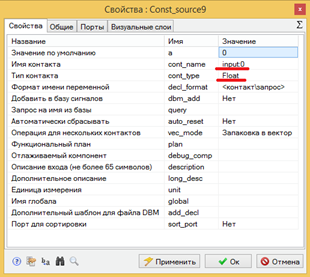 Свойства : Const_source9
Свойства Общие Порты Визуальные слои Σ
Название Имя Значение
Значение по умолчанию a 0
Имя контакта cont_name input:0
Тип контакта cont_type Float
Формат имени переменной decl_format <контакт\запрос>
Добавить в базу сигналов dbm_add Нет
Запрос на имя из базы query
Автоматически сбрасывать auto_reset Нет
Операция для нескольких контактов vec_mode Запаковка в вектор
Функциональный план plan
Отлаживаемый компонент debug_comp
Описание входа (не более 65 символов) description
Дополнительное описание long_desc
Единица измерения unit
Имя глобала global
Дополнительный шаблон для файла DBM add_decl
Порт для сортировки sort_port Нет
Применить Ок Отмена